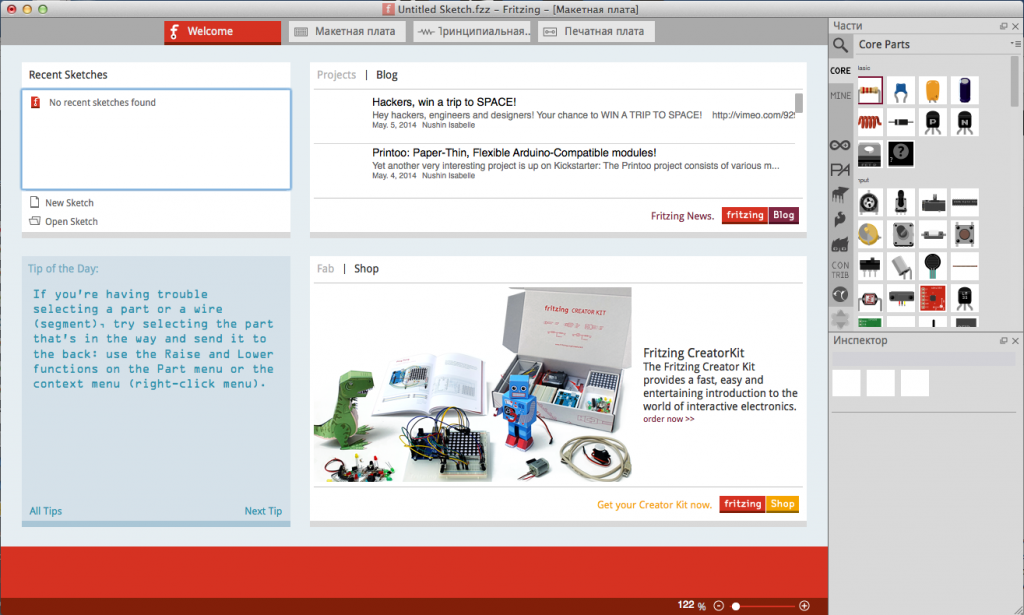 Untitled Sketch.fzz – Fritzing - [Макетная плата]
Welcome
Макетная плата
Принципиальная..
Печатная плата
Recent Sketches
No recent sketches found
New Sketch
Open Sketch
Projects | Blog
Hackers, win a trip to SPACE!
Hey hackers, engineers and designers! Your chance to WIN A TRIP TO SPACE! http://vimeo.com/925
May. 5, 2014 Nushin Isabelle
Printoo: Paper-Thin, Flexible Arduino-Compatible modules!
Yet another very interesting project is up on Kickstarter: The Printoo project consists of various m...
May. 4, 2014 Nushin Isabelle
Fritzing News.
fritzing Blog
Tip of the Day:
If you're having trouble
selecting a part or a wire
(segment), try selecting the part
that's in the way and send it to
the back: use the Raise and Lower
functions on the Part menu or the
context menu (right-click menu).
All Tips
Next Tip
Fab | Shop
fritzing CREATOR KIT
Fritzing CreatorKit
The Fritzing Creator Kit
provides a fast, easy and
entertaining introduction to the
world of interactive electronics.
order now >>
Get your Creator Kit now.
fritzing Shop
122 %
Части
Core Parts
CORE
MINE
PA
CON
TRIB
Basic
P
N
?
Input
Инспектор